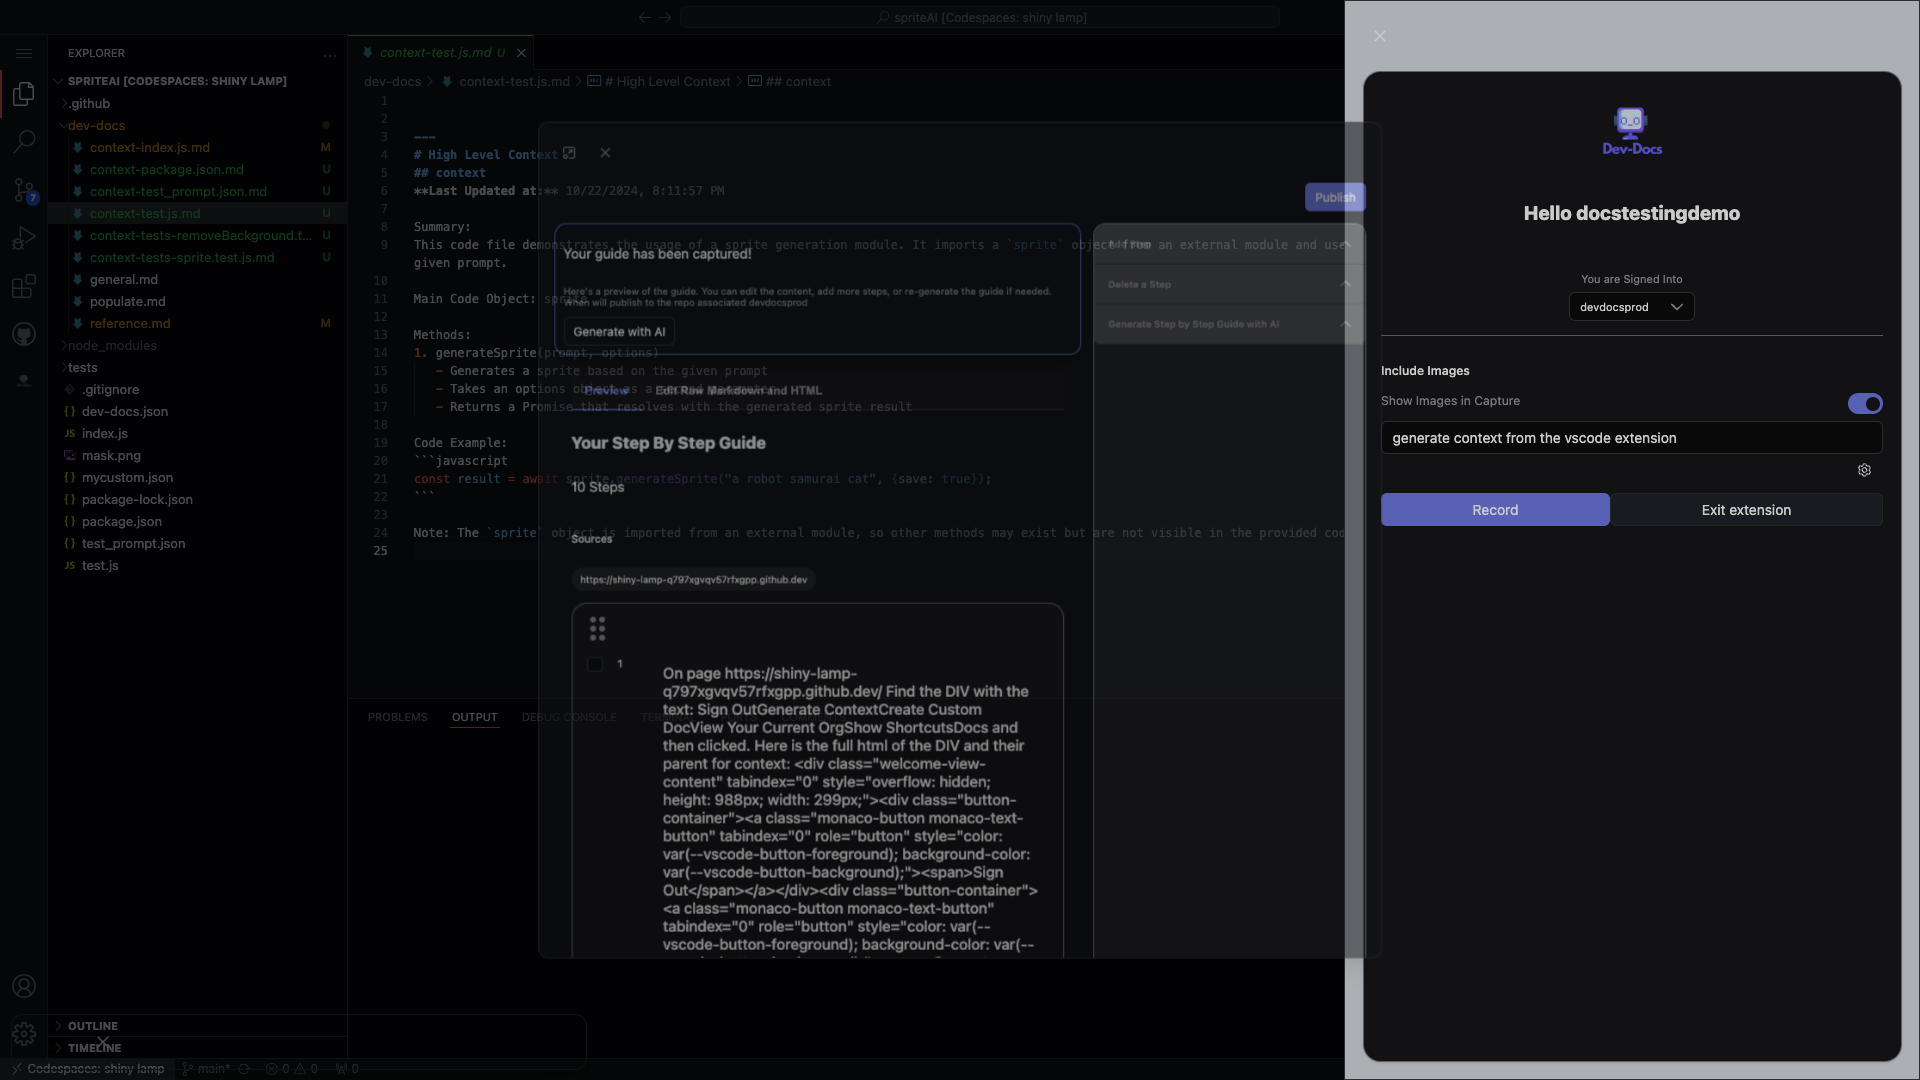 spriteAI [Codespaces: shiny lamp]
EXPLORER
...
SPRITEAI [CODESPACES: SHINY LAMP]
.github
dev-docs
context-index.js.md M
context-package.json.md U
context-test_prompt.json.md U
context-test.js.md U
context-tests-removeBackground.t... U
context-tests-sprite.test.js.md U
general.md
populate.md
reference.md M
node_modules
tests
.gitignore
{} dev-docs.json
JS index.js
mask.png
{} mycustom.json
{} package-lock.json
{} package.json
{} test_prompt.json
JS test.js
7
OUTLINE
TIMELINE
Codespaces: shiny lamp main* 0 0 0
context-test.js.md U
dev-docs > context-test.js.md > # High Level Context > ## context
1
2
3 ---
4 # High Level Context
5 ## context
6 **Last Updated at:** 10/22/2024, 8:11:57 PM
7
8 Summary:
9 This code file demonstrates the usage of a sprite generation module. It imports a `sprite` object from an external module and use
given prompt.
10
11 Main Code Object: sprite
12
13 Methods:
14 1. generateSprite(prompt, options)
15 - Generates a sprite based on the given prompt
16 - Takes an options object as a
17 - Returns a Promise that resolves with the generated sprite result
18
19 Code Example:
20 ```javascript
21 const result = await sprite.generateSprite("a robot samurai cat", {save: true});
22 ```
23
24 Note: The `sprite` object is imported from an external module, so other methods may exist but are not visible in the provided cod
25
PROBLEMS OUTPUT DEBUG CONSOLE
Publish
Your guide has been captured!
Here's a preview of the guide. You can edit the content, add more steps, or re-generate the guide if needed.
when will publish to the repo associated devdocsprod
Generate with AI
Preview
Edit Raw Markdown and HTML
Your Step By Step Guide
10 Steps
Sources
https://shiny-lamp-q797xgvqv57rfxgpp.github.dev
1
On page https://shiny-lamp-
q797xgvqv57rfxgpp.github.dev/ Find the DIV with the
text: Sign OutGenerate ContextCreate Custom
DocView Your Current OrgShow ShortcutsDocs and
then clicked. Here is the full html of the DIV and their
parent for context: <div class="welcome-view-
content" tabindex="0" style="overflow: hidden;
height: 988px; width: 299px;"><div class="button-
container"><a class="monaco-button monaco-text-
button" tabindex="0" role="button" style="color:
var(--vscode-button-foreground); background-color:
var(--vscode-button-background);"><span>Sign
Out</span></a></div><div class="button-container">
<a class="monaco-button monaco-text-button"
tabindex="0" role="button" style="color: var(--
vscode-button-foreground); background-color: var(--
Add Step
Delete a Step
Generate Step by Step Guide with AI
Dev-Docs
Hello docstestingdemo
You are Signed Into
devdocsprod
Include Images
Show Images in Capture
generate context from the vscode extension
Record
Exit extension